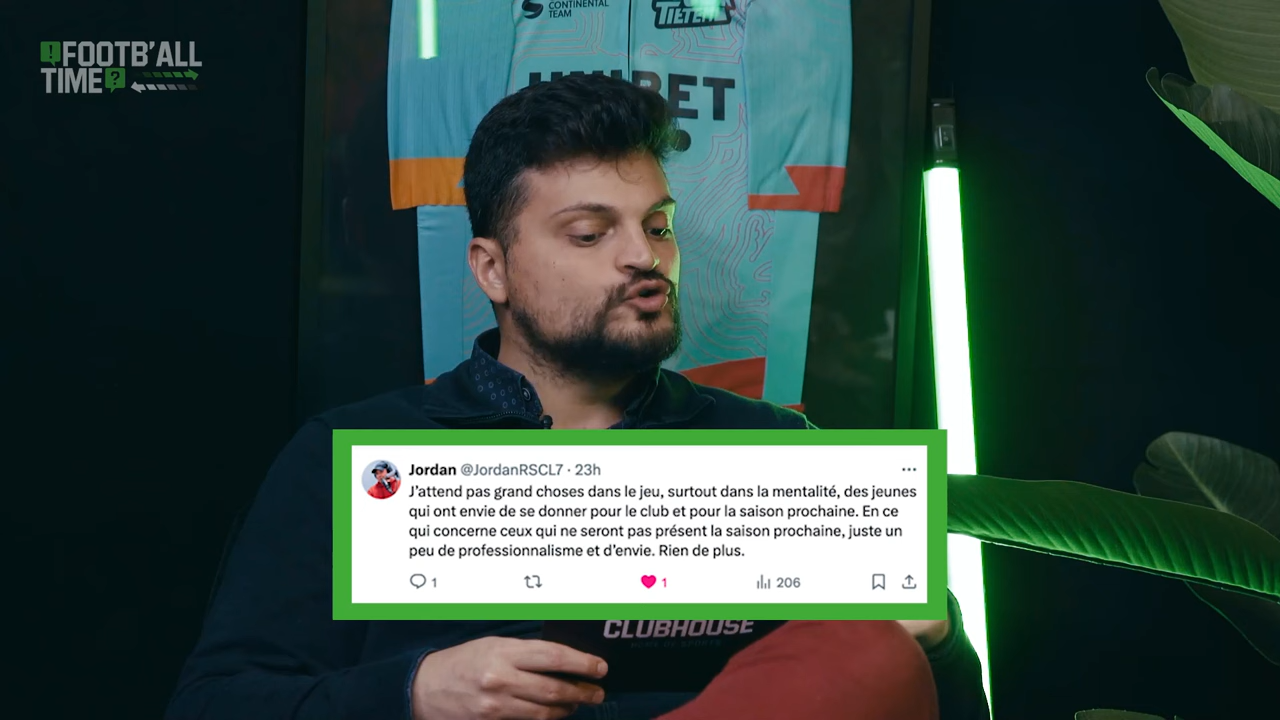 !FOOTB'ALL
TIME?
CONTINENTAL
TEAM
TIETEMA
UNIBET
Jordan @JordanRSCL7 · 23h
J'attend pas grand choses dans le jeu, surtout dans la mentalité, des jeunes
qui ont envie de se donner pour le club et pour la saison prochaine. En ce
qui concerne ceux qui ne seront pas présent la saison prochaine, juste un
peu de professionnalisme et d'envie. Rien de plus.
1
1
206
CLUBHOUSE